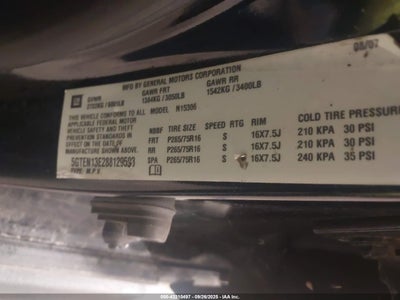 08/07
MFD BY GENERAL MOTORS CORPORATION
GM GVWR GAWR FRT GAWR RR
2722KG / 6001LB 1384KG / 3050LB 1542KG / 3400LB
THIS VEHICLE CONFORMS TO ALL MODEL N15306
APPLICABLE FEDERAL MOTOR
VEHICLE SAFETY AND THEFT
PREVENTION STANDARDS IN
EFFECT ON THE DATE OF
MANUFACTURE SHOWN ABOVE.
5GTEN13E288129593
TYPE: M.P.V.
TIRE SIZE SPEED RTG RIM COLD TIRE PRESSURE
FRT P265/75R16 S 16X7.5J 210 KPA 30 PSI
RR P265/75R16 S 16X7.5J 210 KPA 30 PSI
SPA P265/75R16 S 16X7.5J 240 KPA 35 PSI